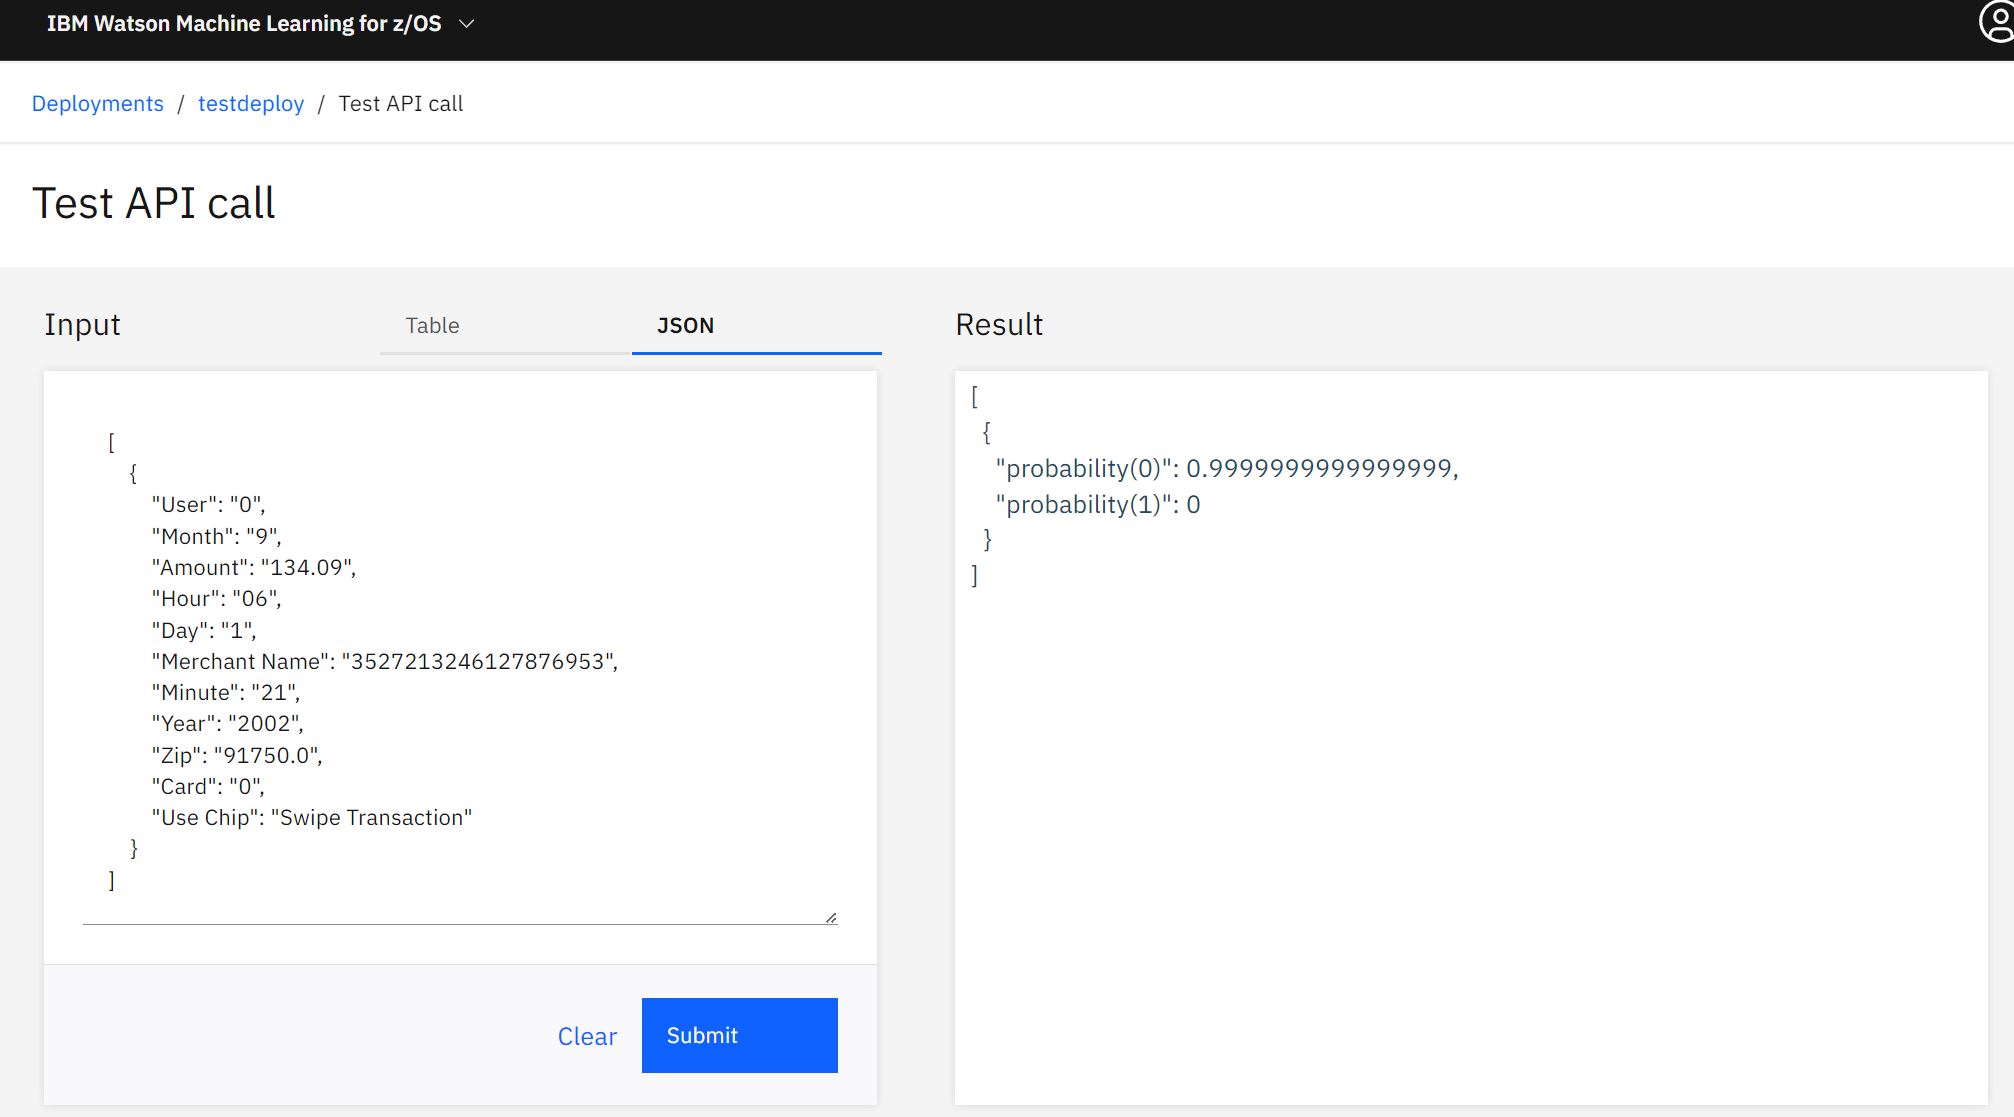 IBM Watson Machine Learning for z/OS
Deployments / testdeploy / Test API call
Test API call
Input
Table
JSON
[
{
"User": "0",
"Month": "9",
"Amount": "134.09",
"Hour": "06",
"Day": "1",
"Merchant Name": "3527213246127876953",
"Minute": "21",
"Year": "2002",
"Zip": "91750.0",
"Card": "0",
"Use Chip": "Swipe Transaction"
}
]
Clear
Submit
Result
[
{
"probability(0)": 0.9999999999999999,
"probability(1)": 0
}
]